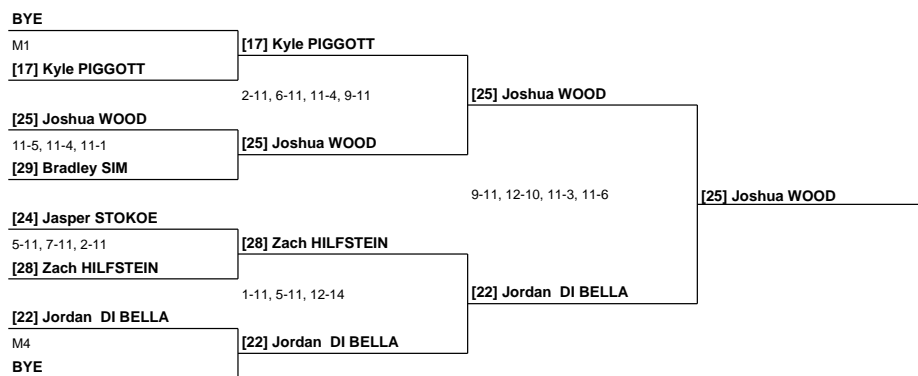 BYE
M1
[17] Kyle PIGGOTT
[17] Kyle PIGGOTT
2-11, 6-11, 11-4, 9-11
[25] Joshua WOOD
[25] Joshua WOOD
11-5, 11-4, 11-1
[25] Joshua WOOD
[29] Bradley SIM
9-11, 12-10, 11-3, 11-6
[25] Joshua WOOD
[24] Jasper STOKOE
5-11, 7-11, 2-11
[28] Zach HILFSTEIN
[28] Zach HILFSTEIN
1-11, 5-11, 12-14
[22] Jordan  DI BELLA
[22] Jordan  DI BELLA
M4
[22] Jordan  DI BELLA
BYE